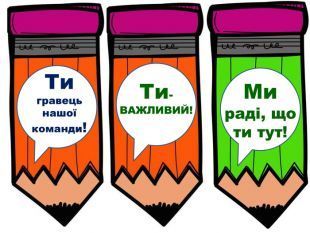 Ти
гравець
нашої
команди!
Ти-
ВАЖЛИВИЙ!
Ми
раді, що
ти тут!